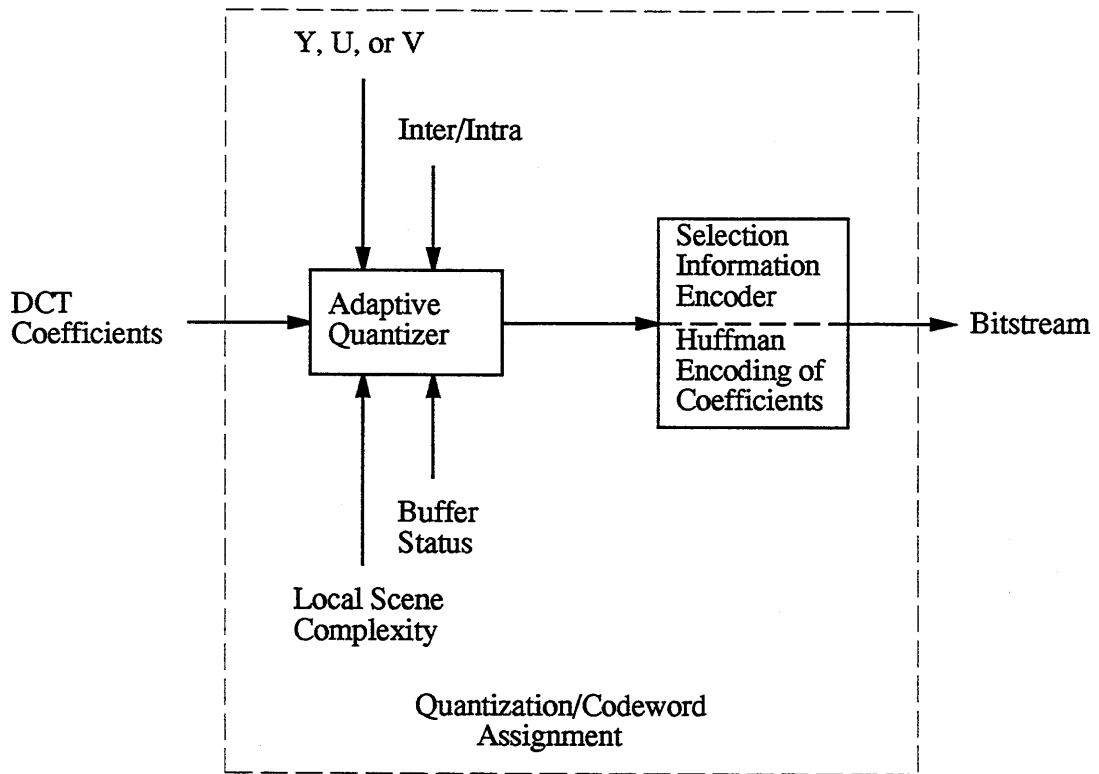 Y, U, or V
Inter/Intra
DCT
Coefficients
Adaptive
Quantizer
Selection
Information
Encoder
Huffman
Encoding of
Coefficients
Bitstream
Buffer
Status
Local Scene
Complexity
Quantization/Codeword
Assignment